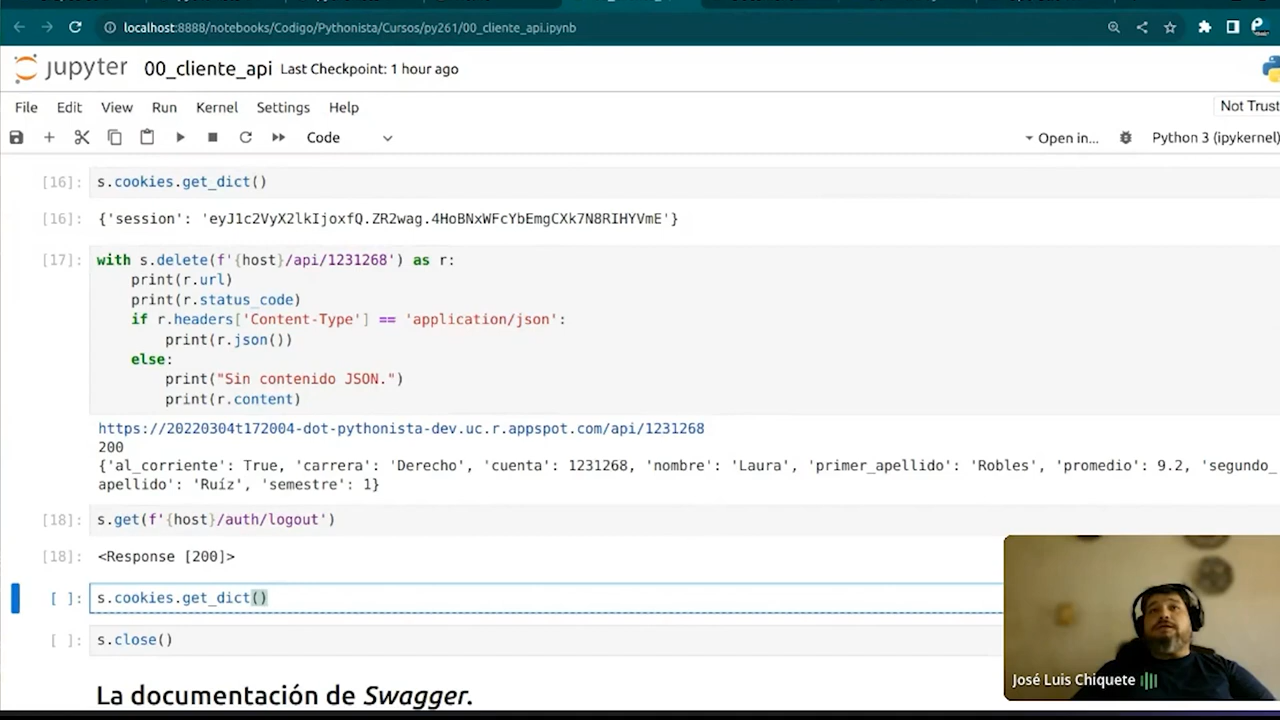 localhost:8888/notebooks/Codigo/Pythonista/Cursos/py261/00_cliente_api.ipynb
jupyter 00_cliente_api Last Checkpoint: 1 hour ago
File Edit View Run Kernel Settings Help
Not Trust
Code
Open in...
Python 3 (ipykernel)
[16]: s.cookies.get_dict()
[16]: {'session': 'eyJ1c2VyX2lkIjoxfQ.ZR2wag.4HoBNxWFcYbEmgCXk7N8RIHYVmE'}
[17]: with s.delete(f'{host}/api/1231268') as r:
print(r.url)
print(r.status_code)
if r.headers['Content-Type'] == 'application/json':
print(r.json())
else:
print("Sin contenido JSON.")
print(r.content)
https://20220304t172004-dot-pythonista-dev.uc.r.appspot.com/api/1231268
200
{'al_corriente': True, 'carrera': 'Derecho', 'cuenta': 1231268, 'nombre': 'Laura', 'primer_apellido': 'Robles', 'promedio': 9.2, 'segundo_
apellido': 'Ruíz', 'semestre': 1}
[18]: s.get(f'{host}/auth/logout')
[18]: <Response [200]>
[ ]: s.cookies.get_dict()
[ ]: s.close()
José Luis Chiquete
La documentación de Swagger.